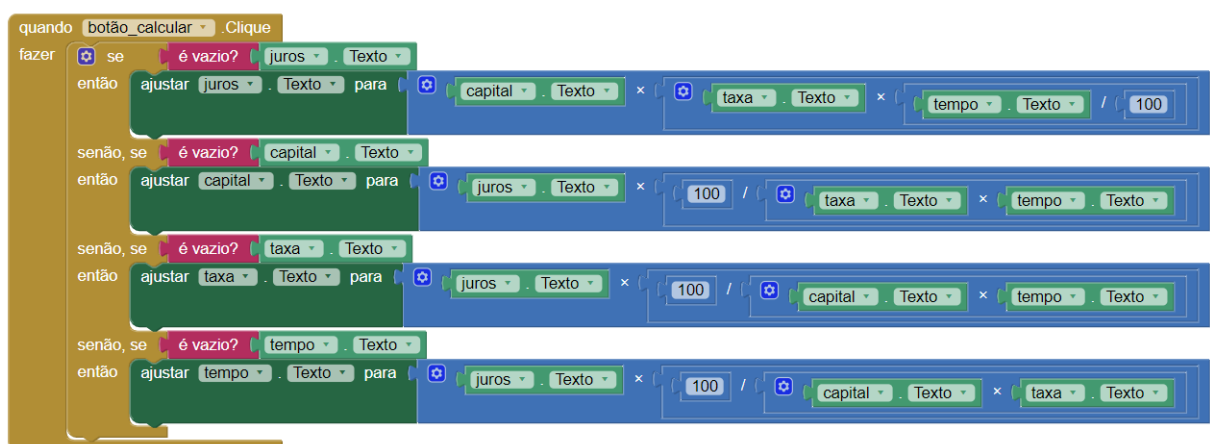 quando botão_calcular .Clique
fazer se é vazio? juros . Texto
então ajustar juros . Texto para capital . Texto × taxa . Texto × tempo . Texto / 100
senão, se é vazio? capital . Texto
então ajustar capital . Texto para juros . Texto × 100 / taxa . Texto × tempo . Texto
senão, se é vazio? taxa . Texto
então ajustar taxa . Texto para juros . Texto × 100 / capital . Texto × tempo . Texto
senão, se é vazio? tempo . Texto
então ajustar tempo . Texto para juros . Texto × 100 / capital . Texto × taxa . Texto